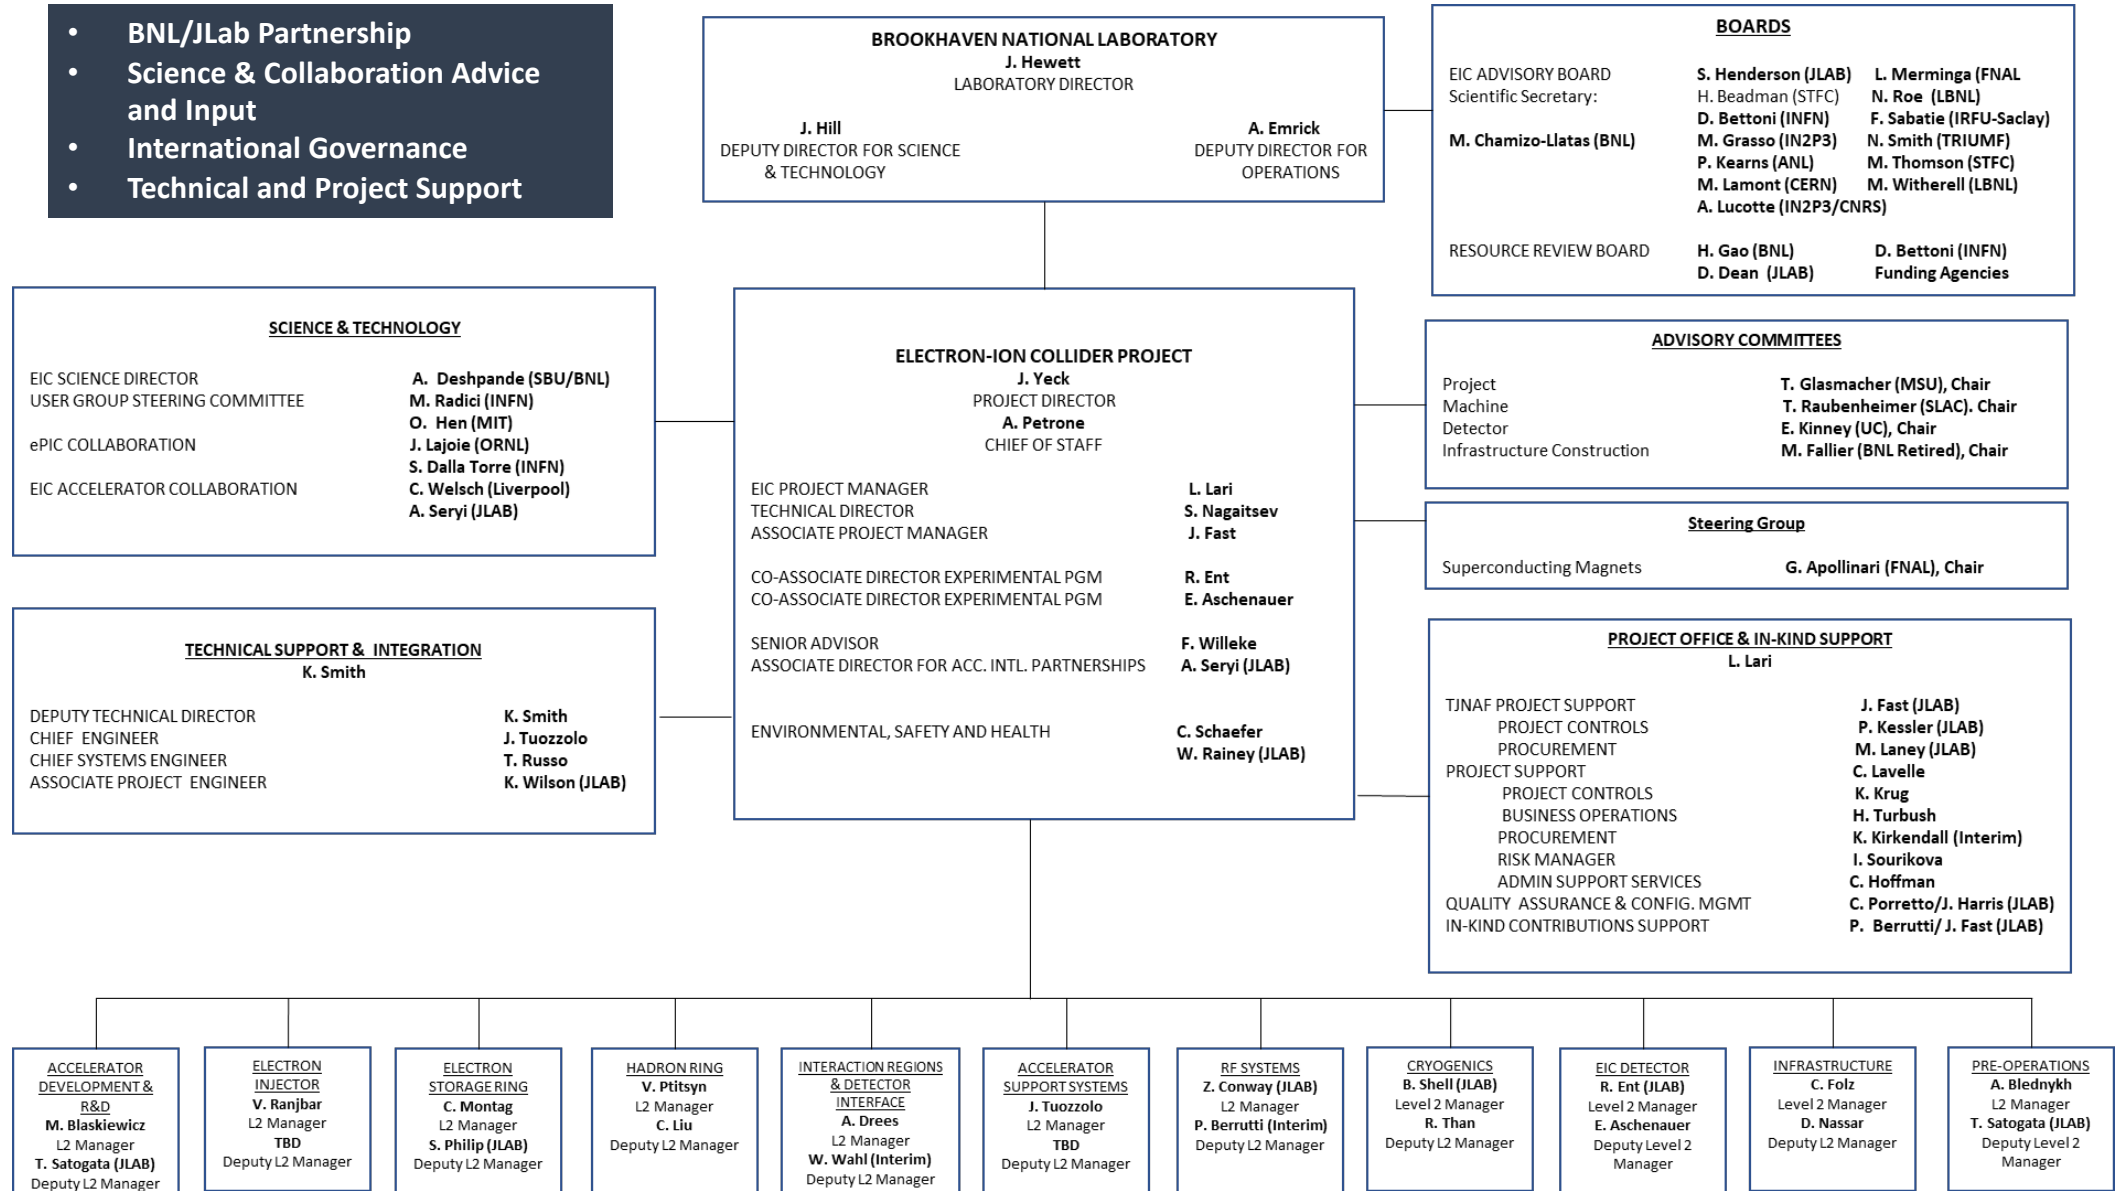 • BNL/JLab Partnership
• Science & Collaboration Advice
and Input
• International Governance
• Technical and Project Support
BROOKHAVEN NATIONAL LABORATORY
J. Hewett
LABORATORY DIRECTOR
J. Hill
DEPUTY DIRECTOR FOR SCIENCE
& TECHNOLOGY
A. Emrick
DEPUTY DIRECTOR FOR
OPERATIONS
BOARDS
EIC ADVISORY BOARD S. Henderson (JLAB) L. Merminga (FNAL
Scientific Secretary: H. Beadman (STFC) N. Roe (LBNL)
D. Bettoni (INFN) F. Sabatie (IRFU-Saclay)
M. Chamizo-Llatas (BNL) M. Grasso (IN2P3) N. Smith (TRIUMF)
P. Kearns (ANL) M. Thomson (STFC)
M. Lamont (CERN) M. Witherell (LBNL)
A. Lucotte (IN2P3/CNRS)
RESOURCE REVIEW BOARD H. Gao (BNL) D. Bettoni (INFN)
D. Dean (JLAB) Funding Agencies
SCIENCE & TECHNOLOGY
EIC SCIENCE DIRECTOR A. Deshpande (SBU/BNL)
USER GROUP STEERING COMMITTEE M. Radici (INFN)
O. Hen (MIT)
ePIC COLLABORATION J. Lajoie (ORNL)
S. Dalla Torre (INFN)
EIC ACCELERATOR COLLABORATION C. Welsch (Liverpool)
A. Seryi (JLAB)
ELECTRON-ION COLLIDER PROJECT
J. Yeck
PROJECT DIRECTOR
A. Petrone
CHIEF OF STAFF
EIC PROJECT MANAGER L. Lari
TECHNICAL DIRECTOR S. Nagaitsev
ASSOCIATE PROJECT MANAGER J. Fast
CO-ASSOCIATE DIRECTOR EXPERIMENTAL PGM R. Ent
CO-ASSOCIATE DIRECTOR EXPERIMENTAL PGM E. Aschenauer
SENIOR ADVISOR F. Willeke
ASSOCIATE DIRECTOR FOR ACC. INTL. PARTNERSHIPS A. Seryi (JLAB)
ENVIRONMENTAL, SAFETY AND HEALTH C. Schaefer
W. Rainey (JLAB)
ADVISORY COMMITTEES
Project T. Glasmacher (MSU), Chair
Machine T. Raubenheimer (SLAC). Chair
Detector E. Kinney (UC), Chair
Infrastructure Construction M. Fallier (BNL Retired), Chair
Steering Group
Superconducting Magnets G. Apollinari (FNAL), Chair
TECHNICAL SUPPORT & INTEGRATION
K. Smith
DEPUTY TECHNICAL DIRECTOR K. Smith
CHIEF ENGINEER J. Tuozzolo
CHIEF SYSTEMS ENGINEER T. Russo
ASSOCIATE PROJECT ENGINEER K. Wilson (JLAB)
PROJECT OFFICE & IN-KIND SUPPORT
L. Lari
TJNAF PROJECT SUPPORT J. Fast (JLAB)
PROJECT CONTROLS P. Kessler (JLAB)
PROCUREMENT M. Laney (JLAB)
PROJECT SUPPORT C. Lavelle
PROJECT CONTROLS K. Krug
BUSINESS OPERATIONS H. Turbush
PROCUREMENT K. Kirkendall (Interim)
RISK MANAGER I. Sourikova
ADMIN SUPPORT SERVICES C. Hoffman
QUALITY ASSURANCE & CONFIG. MGMT C. Porretto/J. Harris (JLAB)
IN-KIND CONTRIBUTIONS SUPPORT P. Berrutti/ J. Fast (JLAB)
ACCELERATOR
DEVELOPMENT &
R&D
M. Blaskiewicz
L2 Manager
T. Satogata (JLAB)
Deputy L2 Manager
ELECTRON
INJECTOR
V. Ranjbar
L2 Manager
TBD
Deputy L2 Manager
ELECTRON
STORAGE RING
C. Montag
L2 Manager
S. Philip (JLAB)
Deputy L2 Manager
HADRON RING
V. Ptitsyn
L2 Manager
C. Liu
Deputy L2 Manager
INTERACTION REGIONS
& DETECTOR
INTERFACE
A. Drees
L2 Manager
W. Wahl (Interim)
Deputy L2 Manager
ACCELERATOR
SUPPORT SYSTEMS
J. Tuozzolo
L2 Manager
TBD
Deputy L2 Manager
RF SYSTEMS
Z. Conway (JLAB)
L2 Manager
P. Berrutti (Interim)
Deputy L2 Manager
CRYOGENICS
B. Shell (JLAB)
Level 2 Manager
R. Than
Deputy L2 Manager
EIC DETECTOR
R. Ent (JLAB)
Level 2 Manager
E. Aschenauer
Deputy Level 2
Manager
INFRASTRUCTURE
C. Folz
Level 2 Manager
D. Nassar
Deputy L2 Manager
PRE-OPERATIONS
A. Blednykh
L2 Manager
T. Satogata (JLAB)
Deputy Level 2
Manager